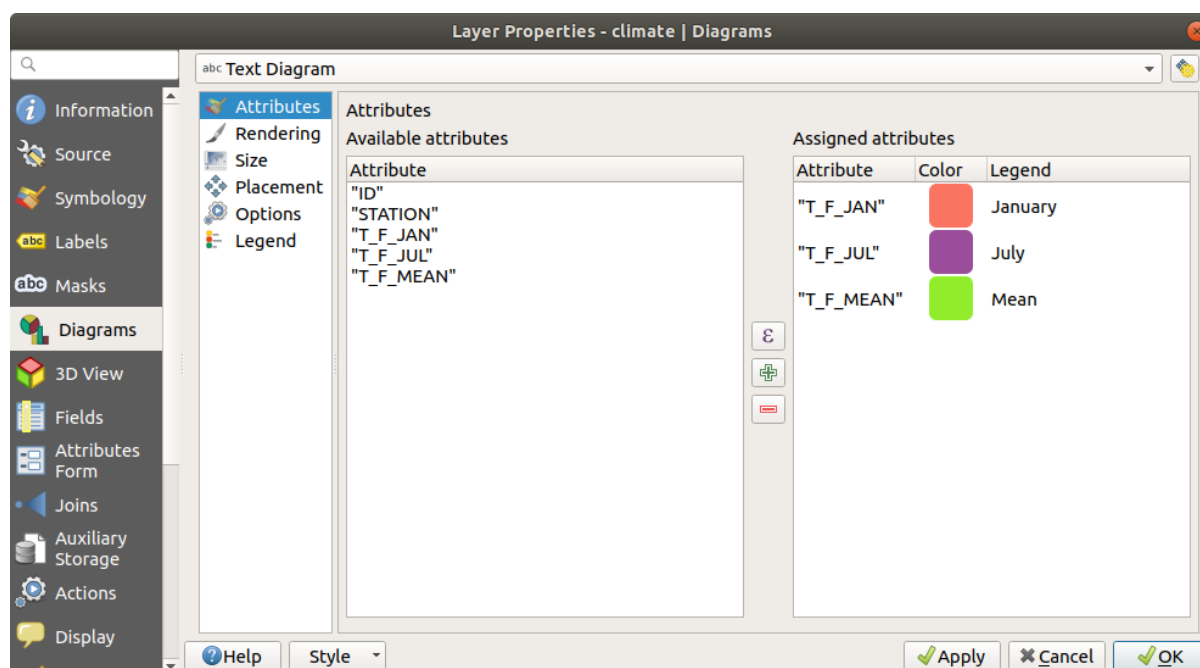 Layer Properties - climate | Diagrams
abc Text Diagram
Information
Source
Symbology
abc Labels
abc Masks
Diagrams
3D View
Fields
Attributes
Form
Joins
Auxiliary
Storage
Actions
Display
Attributes
Rendering
Size
Placement
Options
Legend
Attributes
Available attributes
Attribute
"ID"
"STATION"
"T_F_JAN"
"T_F_JUL"
"T_F_MEAN"
ε
Assigned attributes
Attribute Color Legend
"T_F_JAN" January
"T_F_JUL" July
"T_F_MEAN" Mean
Help Style Apply Cancel OK